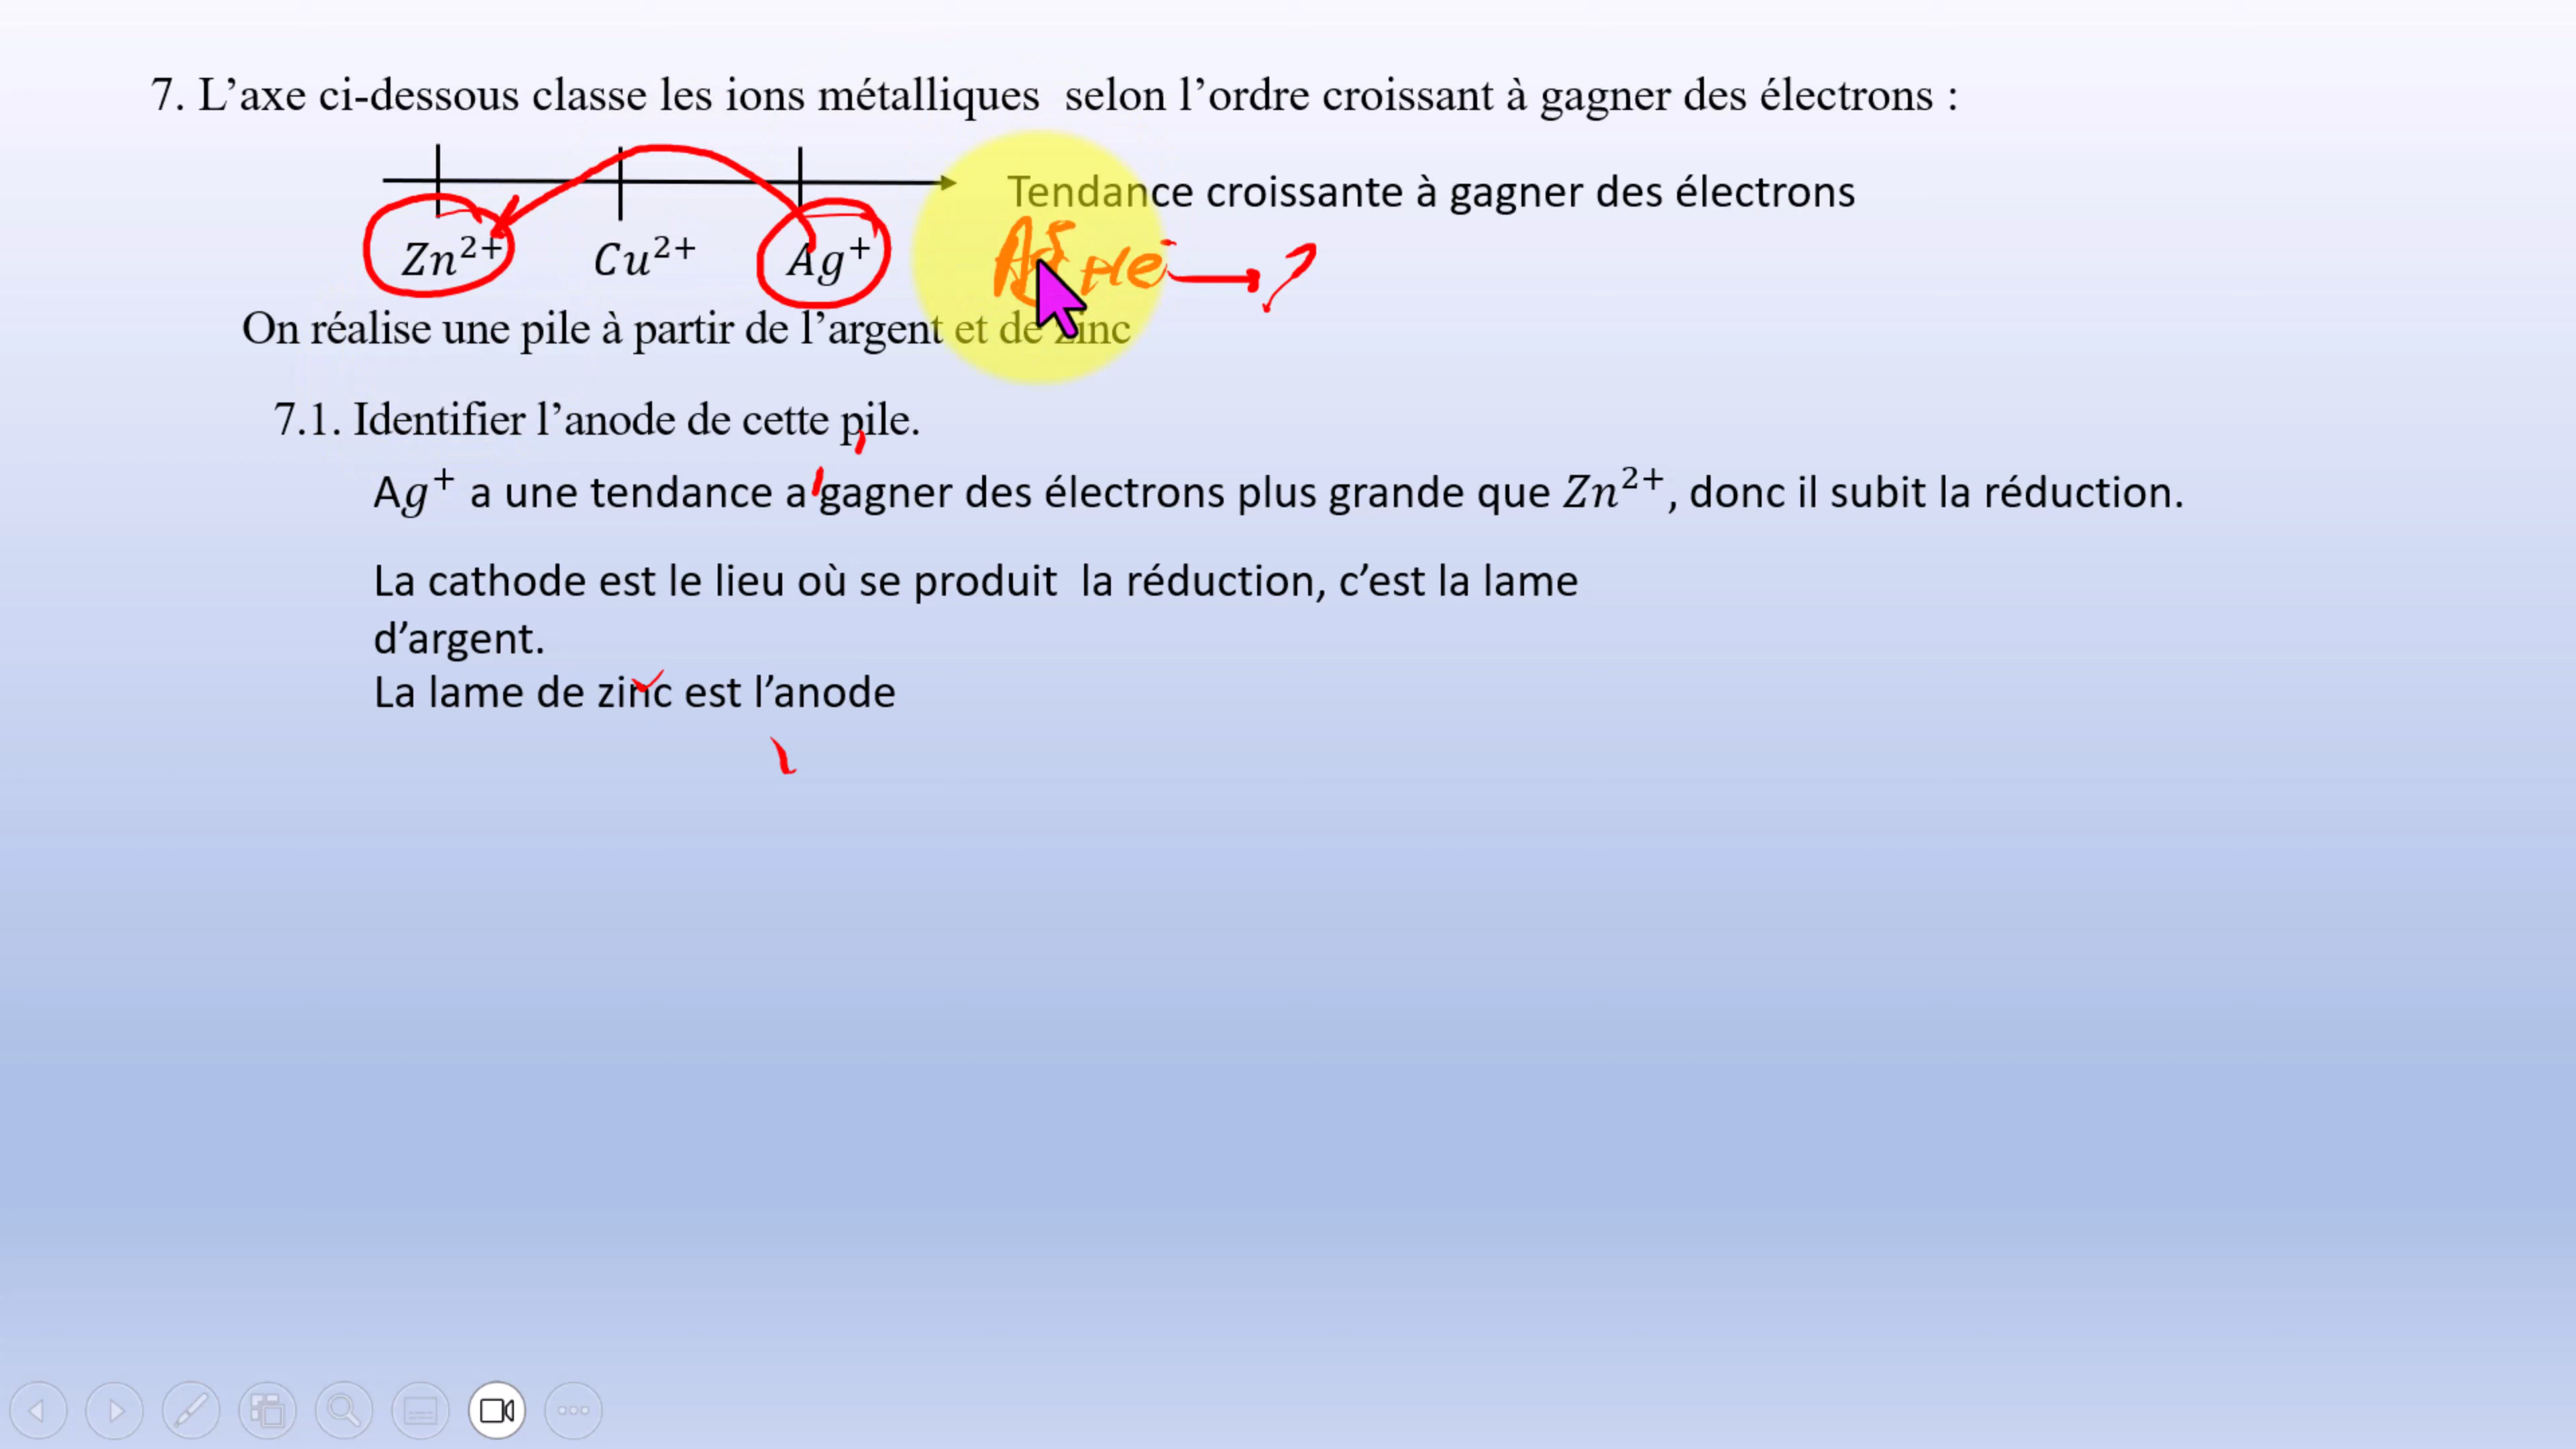 7. L’axe ci-dessous classe les ions métalliques selon l’ordre croissant à gagner des électrons :
Tendance croissante à gagner des électrons
Zn²⁺ Cu²⁺ Ag⁺ → ?
On réalise une pile à partir de l’argent et de zinc
7.1. Identifier l’anode de cette pile.
Ag⁺ a une tendance a gagner des électrons plus grande que Zn²⁺, donc il subit la réduction.
La cathode est le lieu où se produit la réduction, c’est la lame
d’argent.
La lame de zinc est l’anode